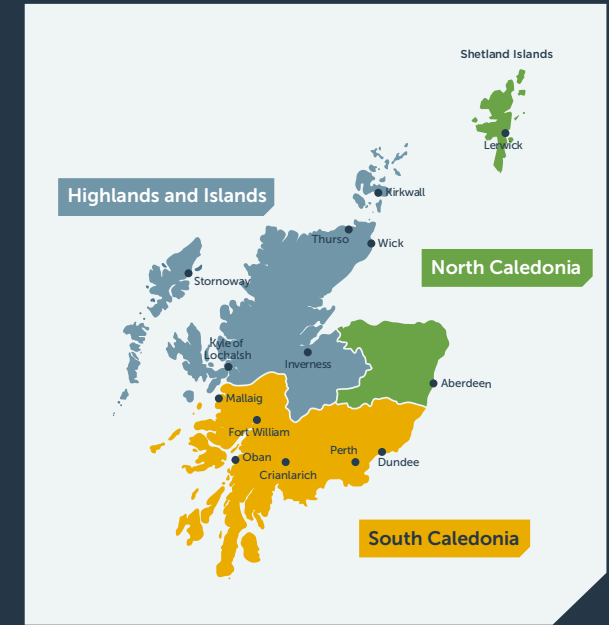 Shetland Islands
Lerwick
Highlands and Islands
Kirkwall
Thurso
Wick
North Caledonia
Stornoway
Kyle of
Lochalsh
Inverness
Aberdeen
Mallaig
Fort William
Perth
Oban
Dundee
Crianlarich
South Caledonia